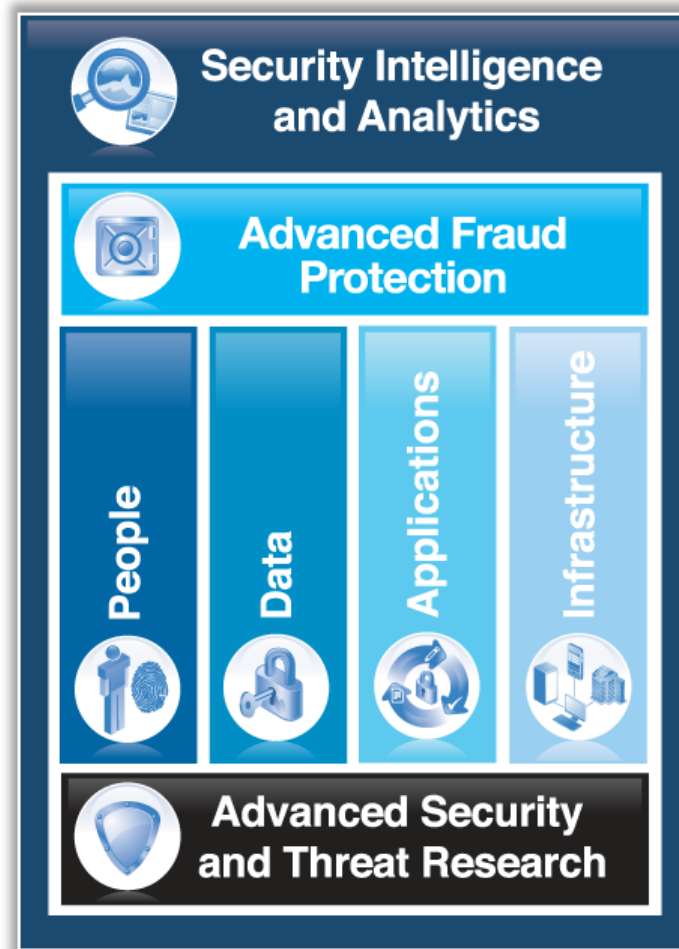 Security Intelligence
and Analytics
Advanced Fraud
Protection
People
Data
Applications
Infrastructure
Advanced Security
and Threat Research